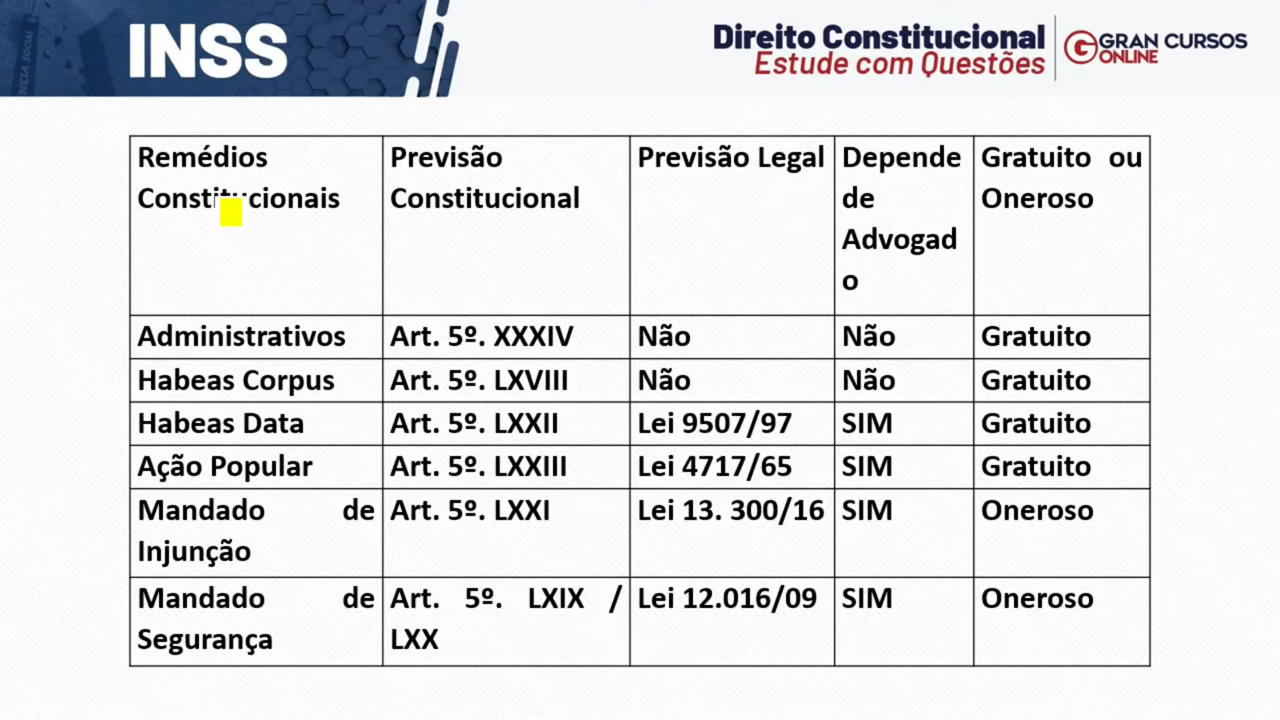 INSS
Direito Constitucional
Estude com Questões
GRAN CURSOS
ONLINE
Remédios Constitucionais
Previsão Constitucional
Previsão Legal
Depende de Advogado
Gratuito ou Oneroso
Administrativos Art. 5º. XXXIV Não Não Gratuito
Habeas Corpus Art. 5º. LXVIII Não Não Gratuito
Habeas Data Art. 5º. LXXII Lei 9507/97 SIM Gratuito
Ação Popular Art. 5º. LXXIII Lei 4717/65 SIM Gratuito
Mandado de Injunção Art. 5º. LXXI Lei 13. 300/16 SIM Oneroso
Mandado de Segurança Art. 5º. LXIX / LXX Lei 12.016/09 SIM Oneroso